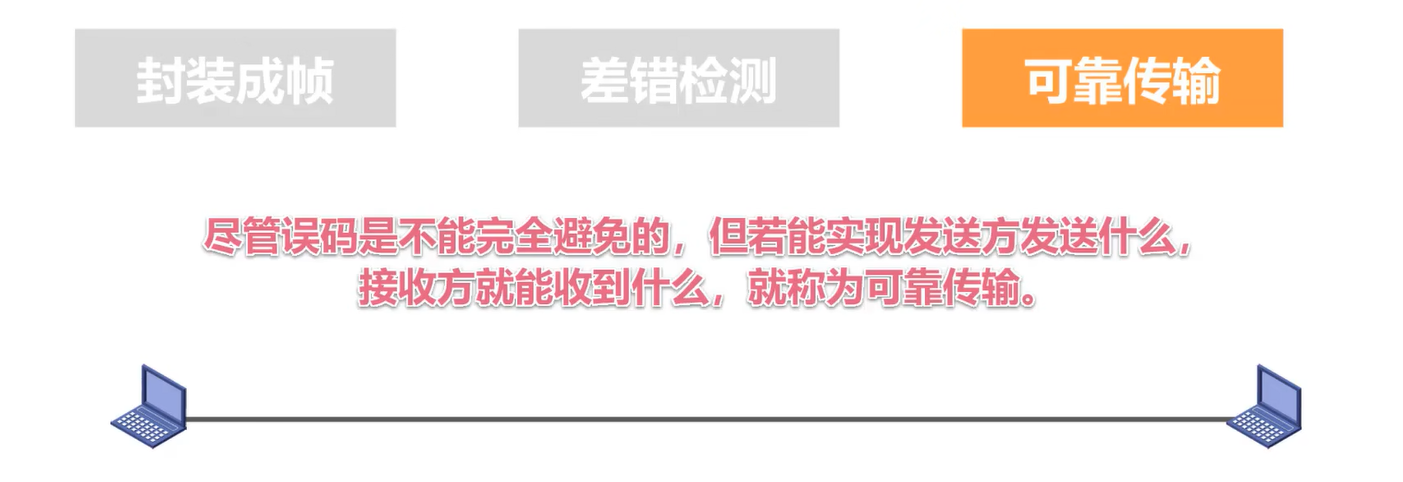 封装成帧
差错检测
可靠传输
尽管误码是不能完全避免的，但若能实现发送方发送什么，
接收方就能收到什么，就称为可靠传输。